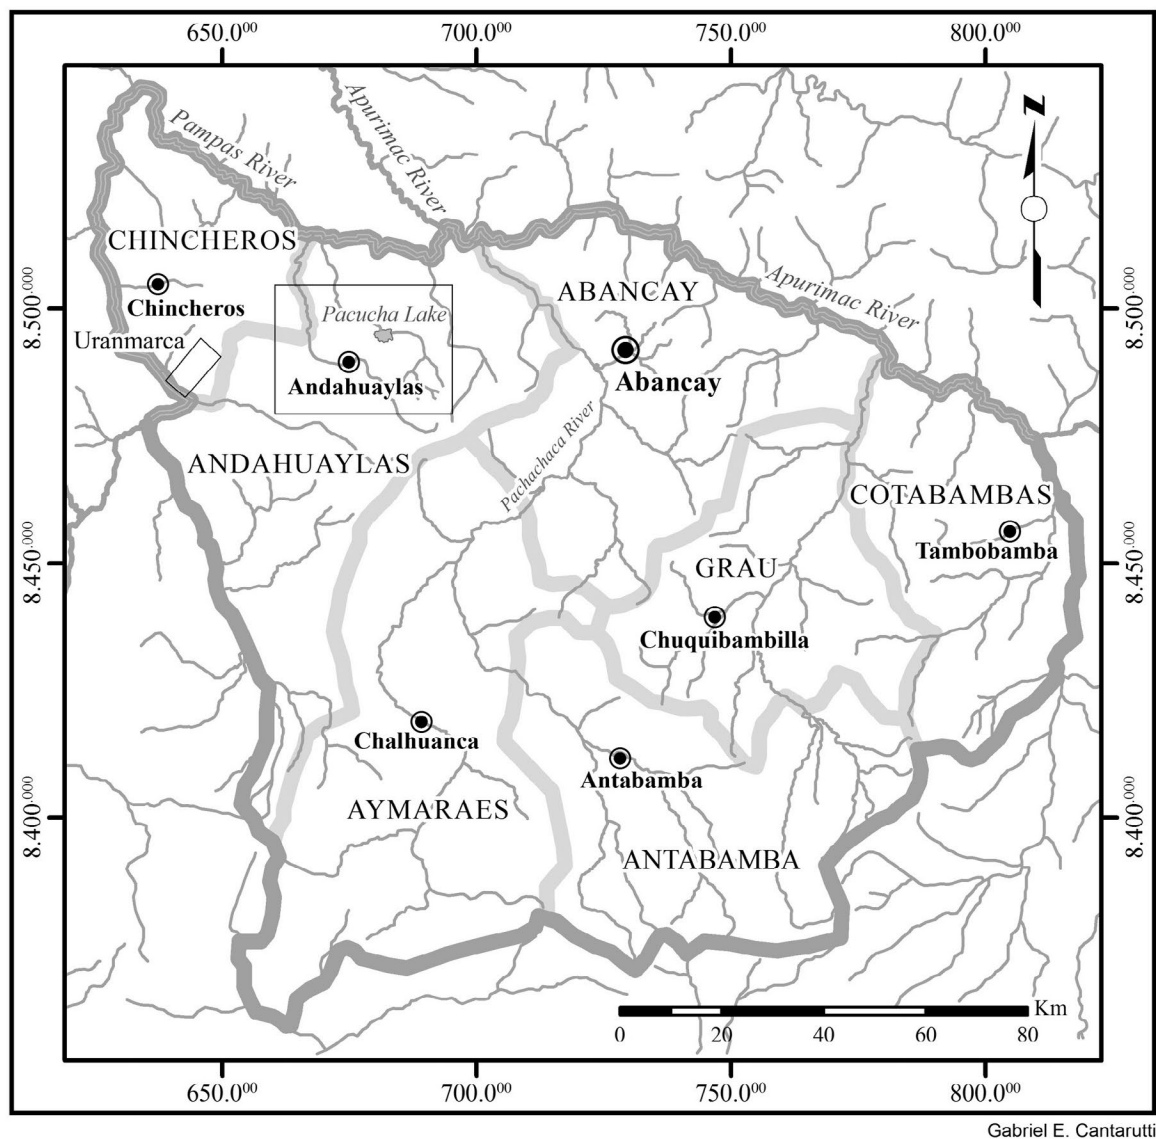 650.000
700.000
750.000
800.000
Pampas River
Apurimac River
CHINCHEROS
Chincheros
Uranmarca
Pacucha Lake
Andahuaylas
ABANCAY
Abancay
Apurimac River
N
8.500.000
8.500.000
ANDAHUAYLAS
Pachachaca River
COTABAMBAS
Tambobamba
8.450.000
8.450.000
GRAU
Chuquibambilla
Chalhuanca
Antabamba
AYMARAES
ANTABAMBA
8.400.000
8.400.000
Km
0 20 40 60 80
650.000
700.000
750.000
800.000
Gabriel E. Cantarutti